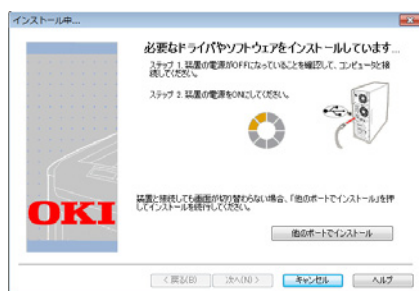 インストール中...
必要なドライバやソフトウェアをインストールしています...
ステップ 1. 装置の電源がOFFになっていることを確認して、コンピュータと接
続してください。
ステップ 2. 装置の電源をONにしてください。
OKI
装置と接続しても画面が切り替わらない場合、「他のポートでインストール」を押
してインストールを続行してください。
他のポートでインストール
< 戻る(B)
次へ(N) >
キャンセル
ヘルプ